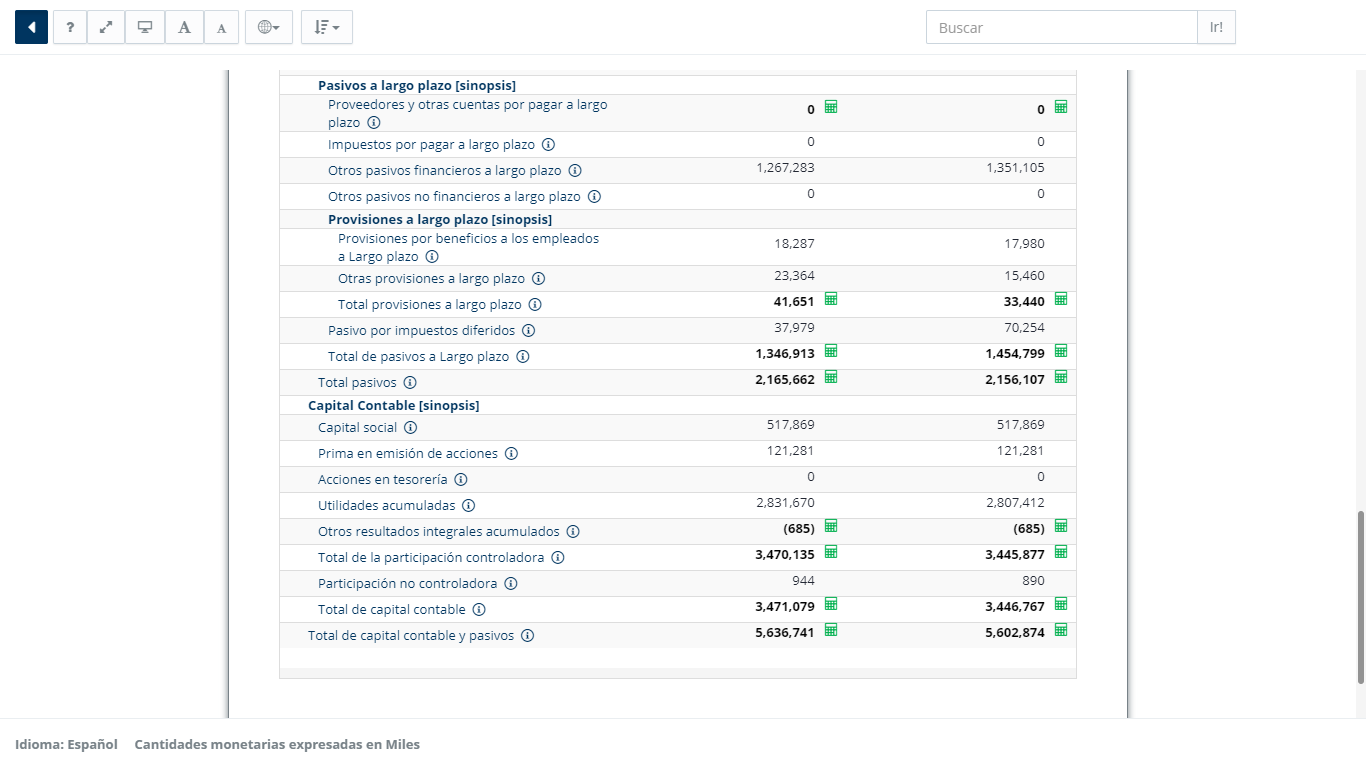 ?
A
A
Buscar
Ir!
Pasivos a largo plazo [sinopsis]
Proveedores y otras cuentas por pagar a largo
plazo
0 0
Impuestos por pagar a largo plazo 0 0
Otros pasivos financieros a largo plazo 1,267,283 1,351,105
Otros pasivos no financieros a largo plazo 0 0
Provisiones a largo plazo [sinopsis]
Provisiones por beneficios a los empleados
a Largo plazo
18,287 17,980
Otras provisiones a largo plazo 23,364 15,460
Total provisiones a largo plazo 41,651 33,440
Pasivo por impuestos diferidos 37,979 70,254
Total de pasivos a Largo plazo 1,346,913 1,454,799
Total pasivos 2,165,662 2,156,107
Capital Contable [sinopsis]
Capital social 517,869 517,869
Prima en emisión de acciones 121,281 121,281
Acciones en tesorería 0 0
Utilidades acumuladas 2,831,670 2,807,412
Otros resultados integrales acumulados (685) (685)
Total de la participación controladora 3,470,135 3,445,877
Participación no controladora 944 890
Total de capital contable 3,471,079 3,446,767
Total de capital contable y pasivos 5,636,741 5,602,874
Idioma: Español Cantidades monetarias expresadas en Miles